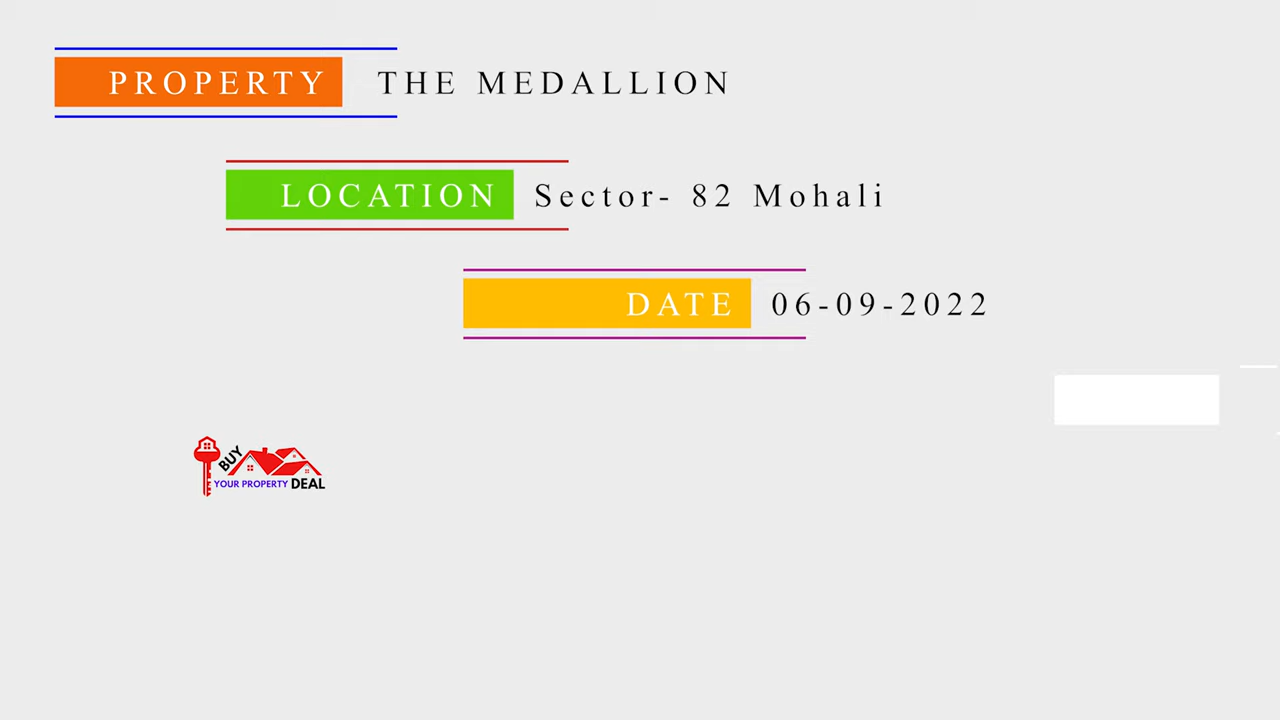 PROPERTY THE MEDALLION
LOCATION Sector- 82 Mohali
DATE 06-09-2022
BUY
YOUR PROPERTY DEAL